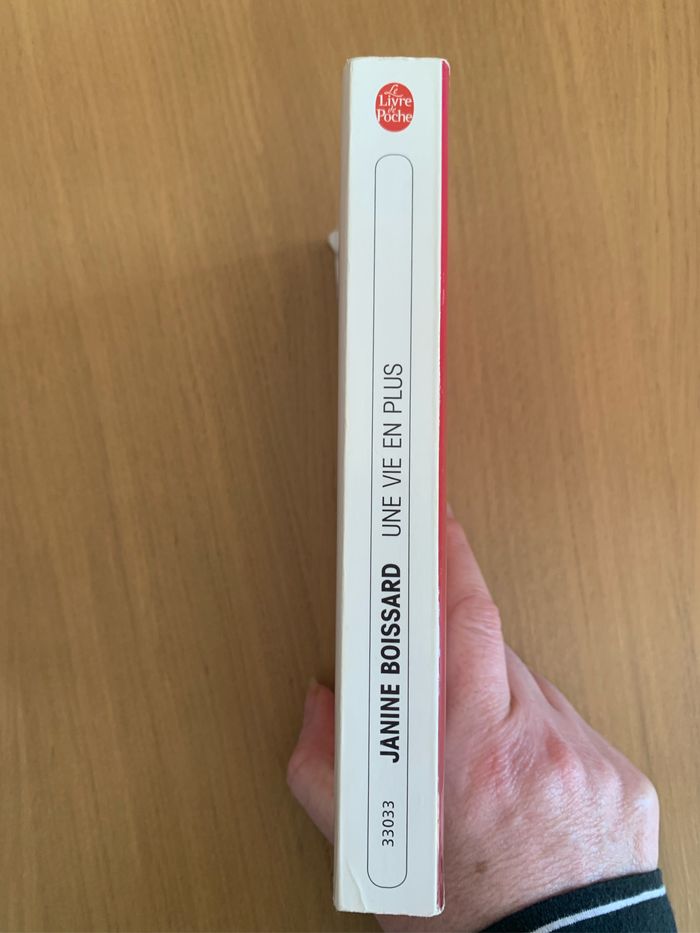 Le
Livre
de
Poche
JANINE BOISSARD UNE VIE EN PLUS
33033